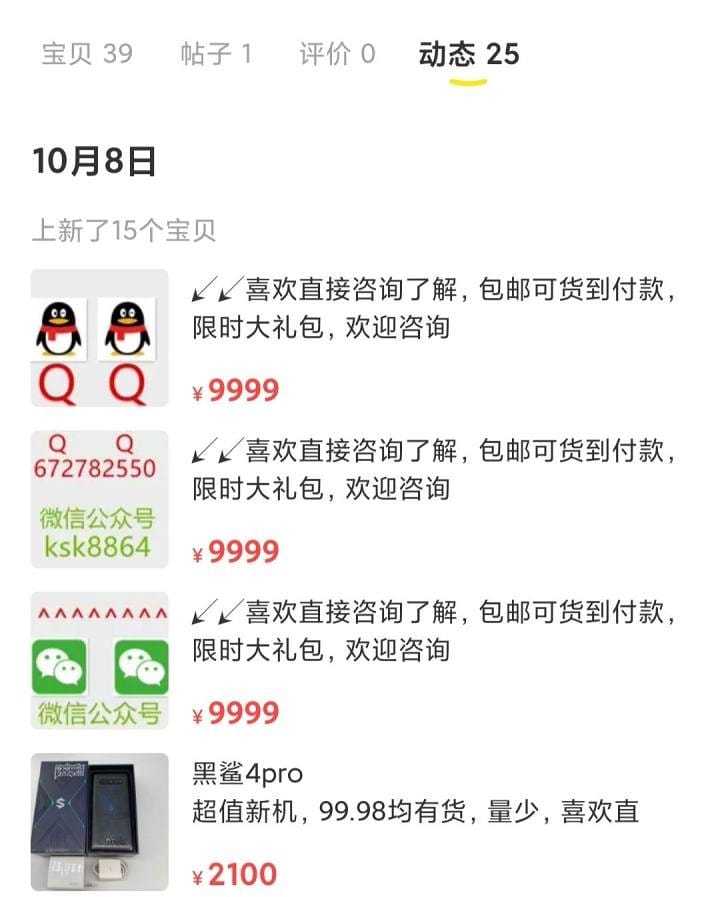 宝贝 39 帖子 1 评价 0 动态 25
10月8日
上新了15个宝贝
↙↙喜欢直接咨询了解，包邮可货到付款，
限时大礼包，欢迎咨询
¥9999
Q Q
↙↙喜欢直接咨询了解，包邮可货到付款，
限时大礼包，欢迎咨询
¥9999
Q Q
672782550
微信公众号
ksk8864
↙↙喜欢直接咨询了解，包邮可货到付款，
限时大礼包，欢迎咨询
¥9999
^^^^^^^^
微信公众号
黑鲨4pro
超值新机，99.98均有货，量少，喜欢直
¥2100